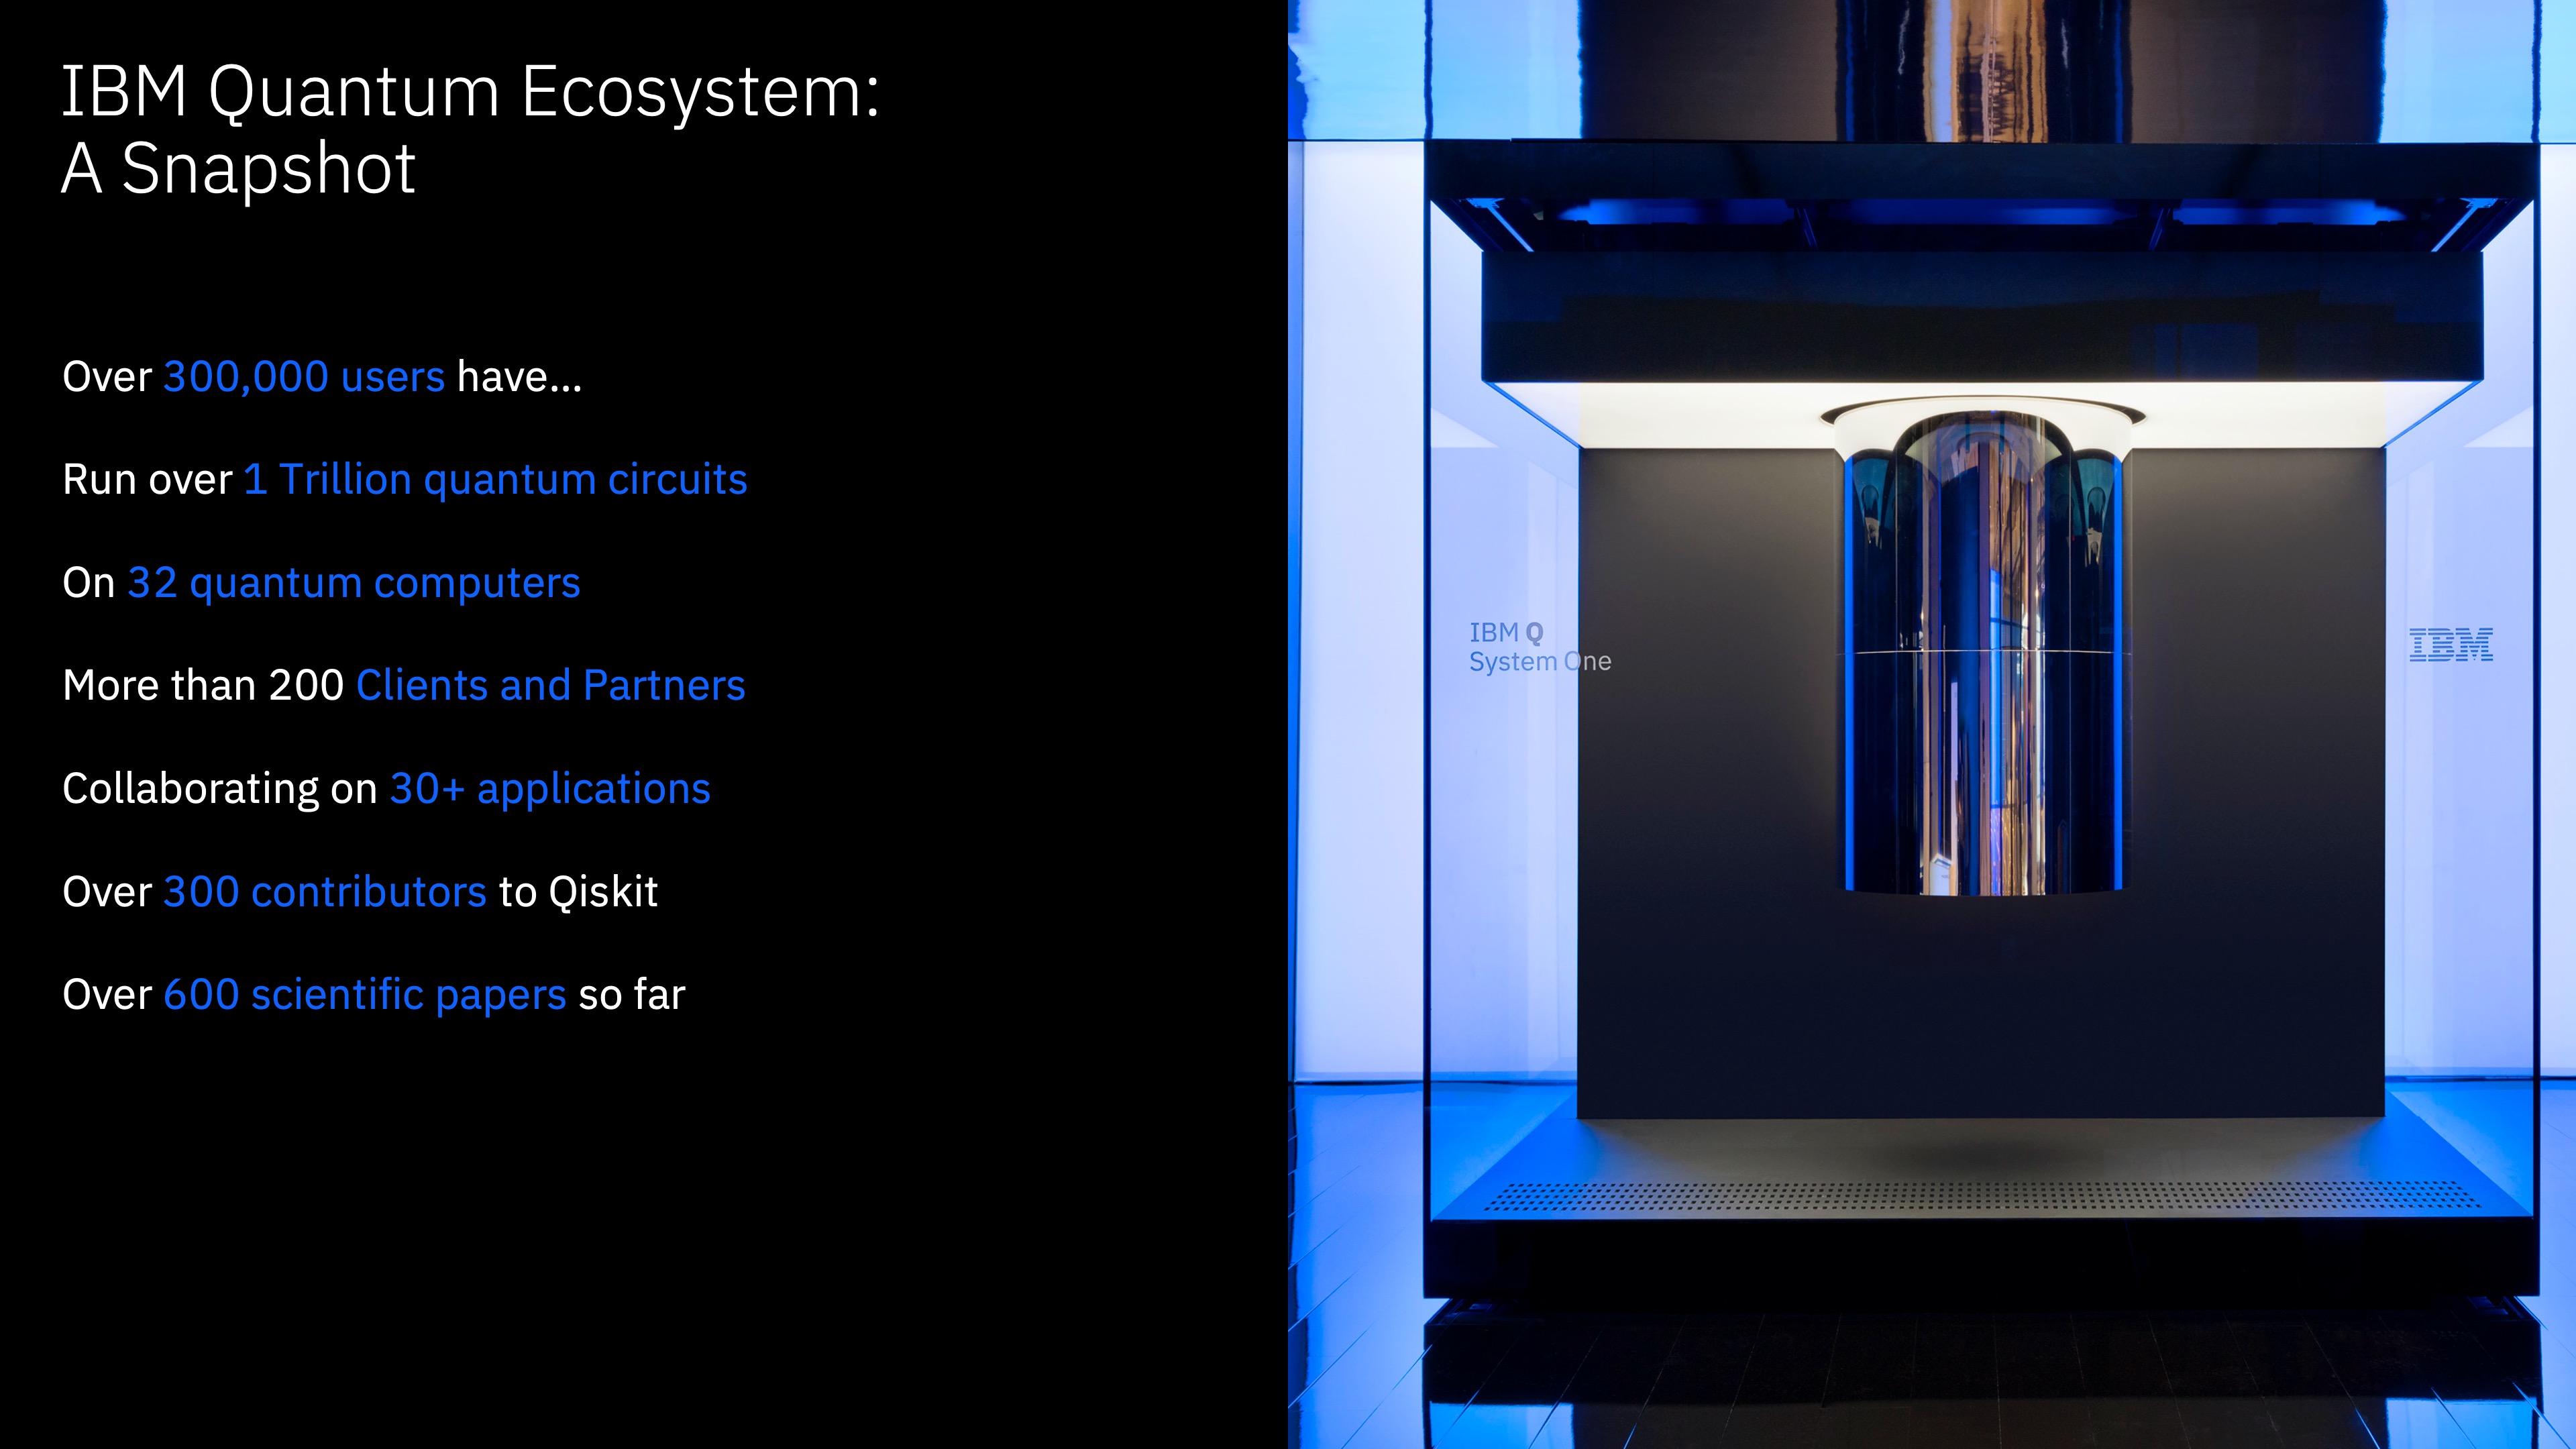 IBM Quantum Ecosystem:
A Snapshot
Over 300,000 users have...
Run over 1 Trillion quantum circuits
On 32 quantum computers
More than 200 Clients and Partners
Collaborating on 30+ applications
Over 300 contributors to Qiskit
Over 600 scientific papers so far
IBM Q
System One
IBM